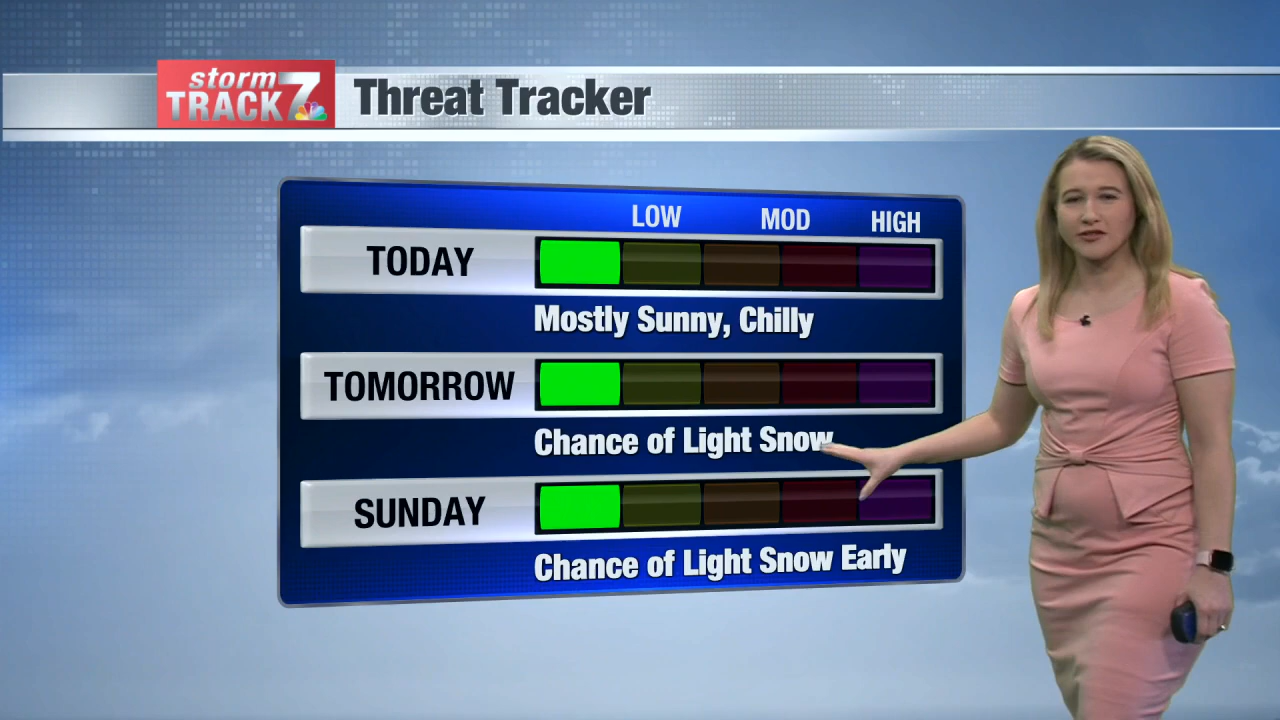 storm
TRACK 7
Threat Tracker
LOW MOD HIGH
TODAY
Mostly Sunny, Chilly
TOMORROW
Chance of Light Snow
SUNDAY
Chance of Light Snow Early